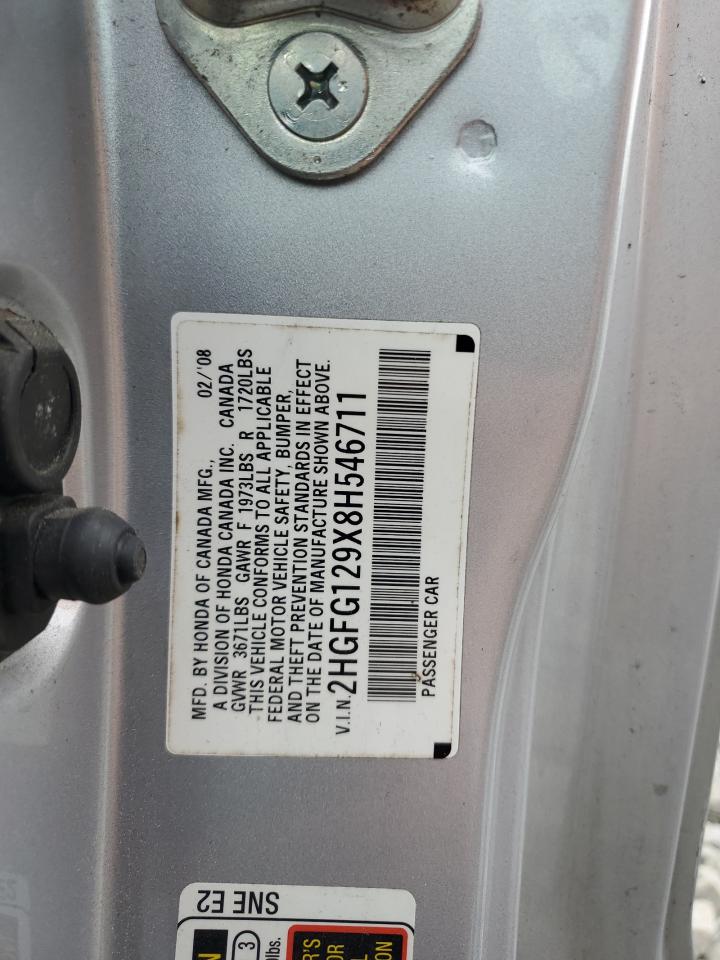 MFD. BY HONDA OF CANADA MFG., 02/'08
A DIVISION OF HONDA CANADA INC. CANADA
GVWR 3671LBS GAWR F 1973LBS R 1720LBS
THIS VEHICLE CONFORMS TO ALL APPLICABLE
FEDERAL MOTOR VEHICLE SAFETY, BUMPER,
AND THEFT PREVENTION STANDARDS IN EFFECT
ON THE DATE OF MANUFACTURE SHOWN ABOVE.
V.I.N. 2HGFG129X8H546711
PASSENGER CAR
SNE E2
3
lbs.